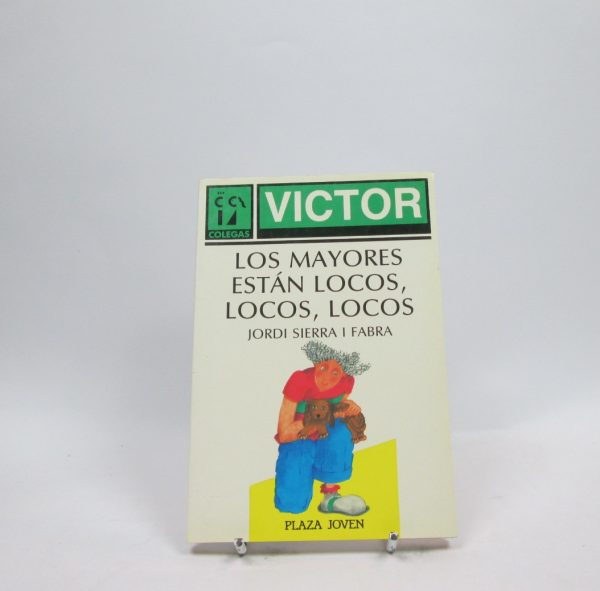 COLEGAS
VICTOR
LOS MAYORES
ESTÁN LOCOS,
LOCOS, LOCOS
JORDI SIERRA I FABRA
PLAZA JOVEN